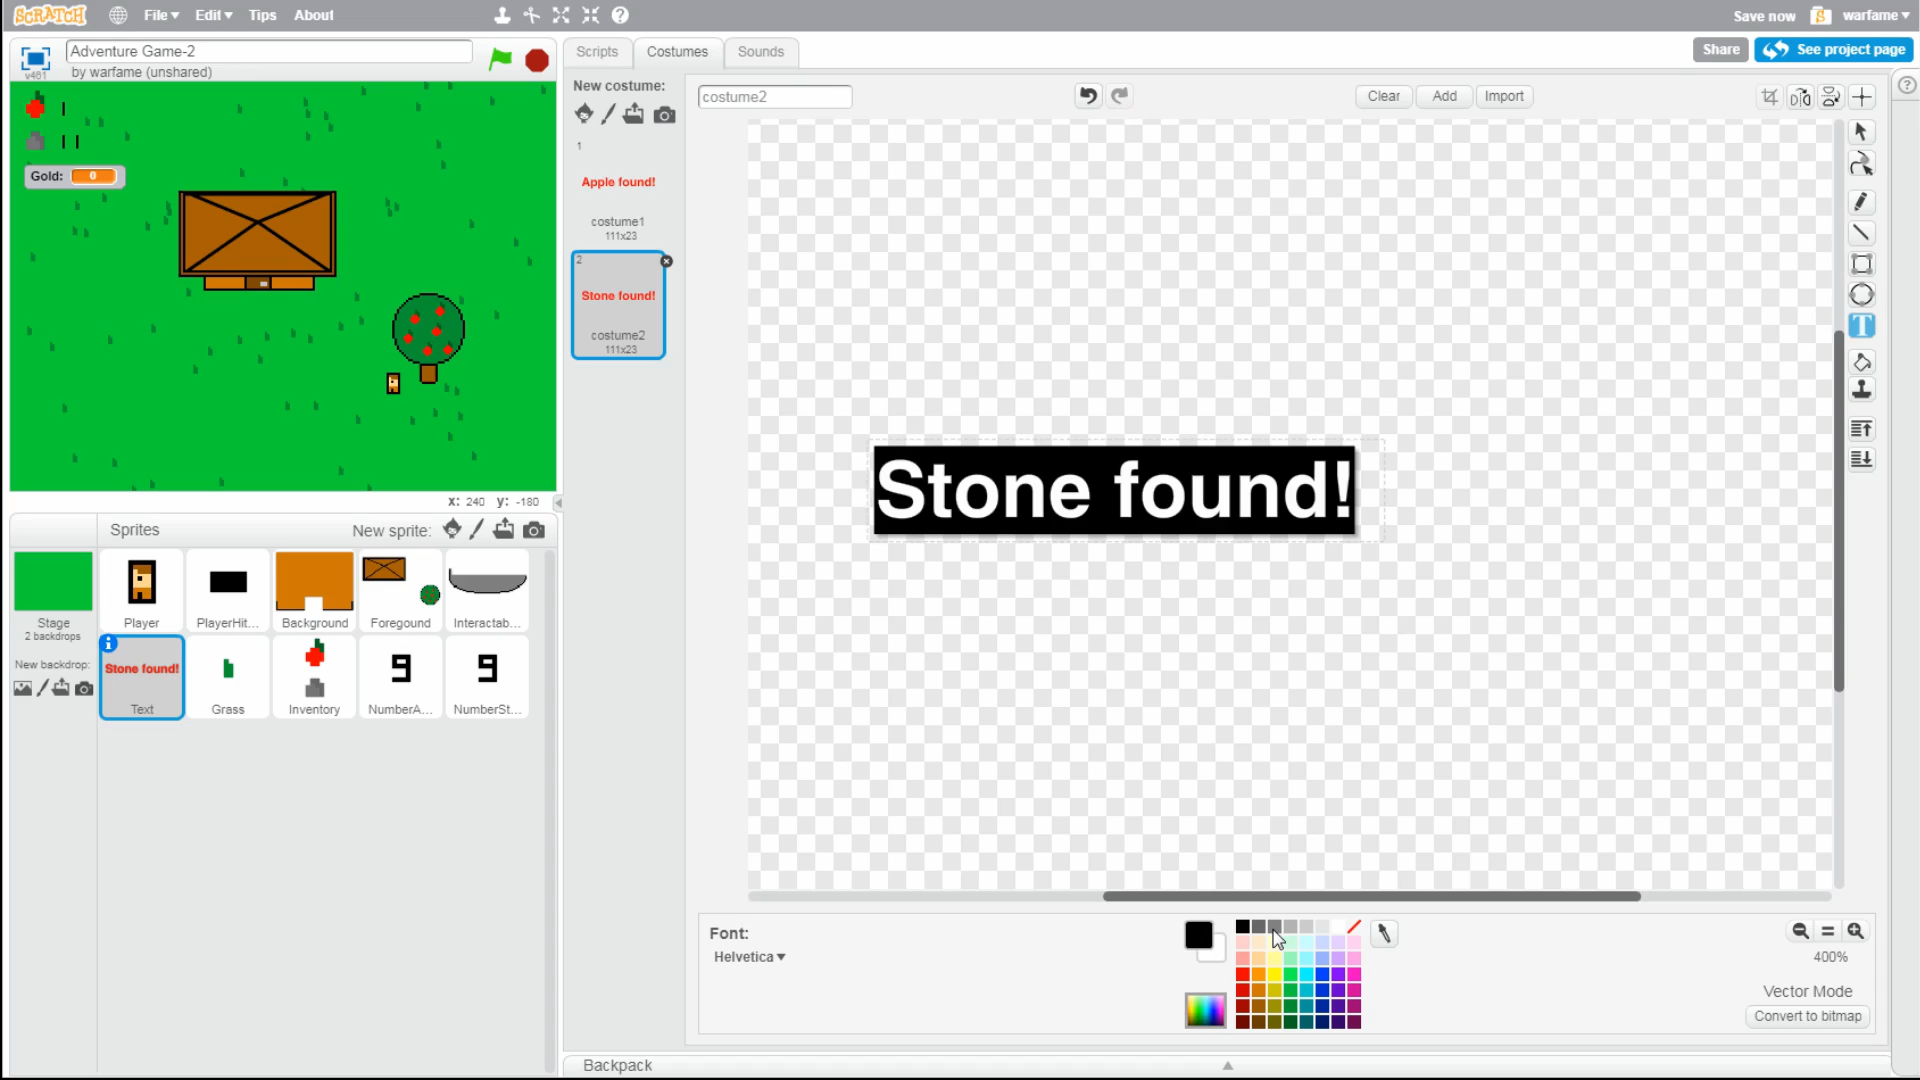 SCRATCH File▾ Edit▾ Tips About Save now warfame▾
v461 Adventure Game-2
by warfame (unshared)
Scripts Costumes Sounds Share See project page
New costume: costume2 Clear Add Import
1
Apple found!
costume1
111x23
2
Stone found!
costume2
111x23
Gold: 0
Stone found!
x: 240 y: -180
Sprites New sprite:
Stage
2 backdrops
New backdrop:
Player PlayerHit... Background Foregound Interactab...
Stone found! 9 9
Text Grass Inventory NumberA... NumberSt...
T
Font:
Helvetica▾
400%
Vector Mode
Convert to bitmap
Backpack